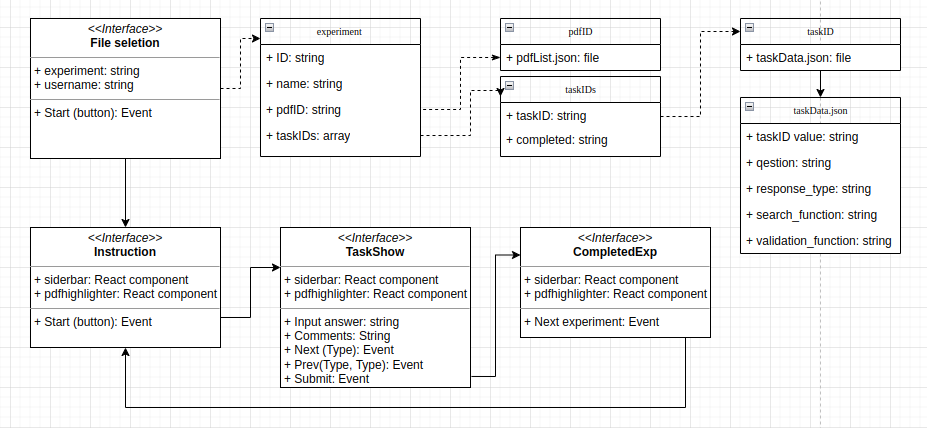 <<Interface>>
File seletion
+ experiment: string
+ username: string
+ Start (button): Event
experiment
+ ID: string
+ name: string
+ pdfID: string
+ taskIDs: array
pdfID
+ pdfList.json: file
taskIDs
+ taskID: string
+ completed: string
taskID
+ taskData.json: file
taskData.json
+ taskID value: string
+ qestion: string
+ response_type: string
+ search_function: string
+ validation_function: string
<<Interface>>
Instruction
+ siderbar: React component
+ pdfhighlighter: React component
+ Start (button): Event
<<Interface>>
TaskShow
+ siderbar: React component
+ pdfhighlighter: React component
+ Input answer: string
+ Comments: String
+ Next (Type): Event
+ Prev(Type, Type): Event
+ Submit: Event
<<Interface>>
CompletedExp
+ siderbar: React component
+ pdfhighlighter: React component
+ Next experiment: Event